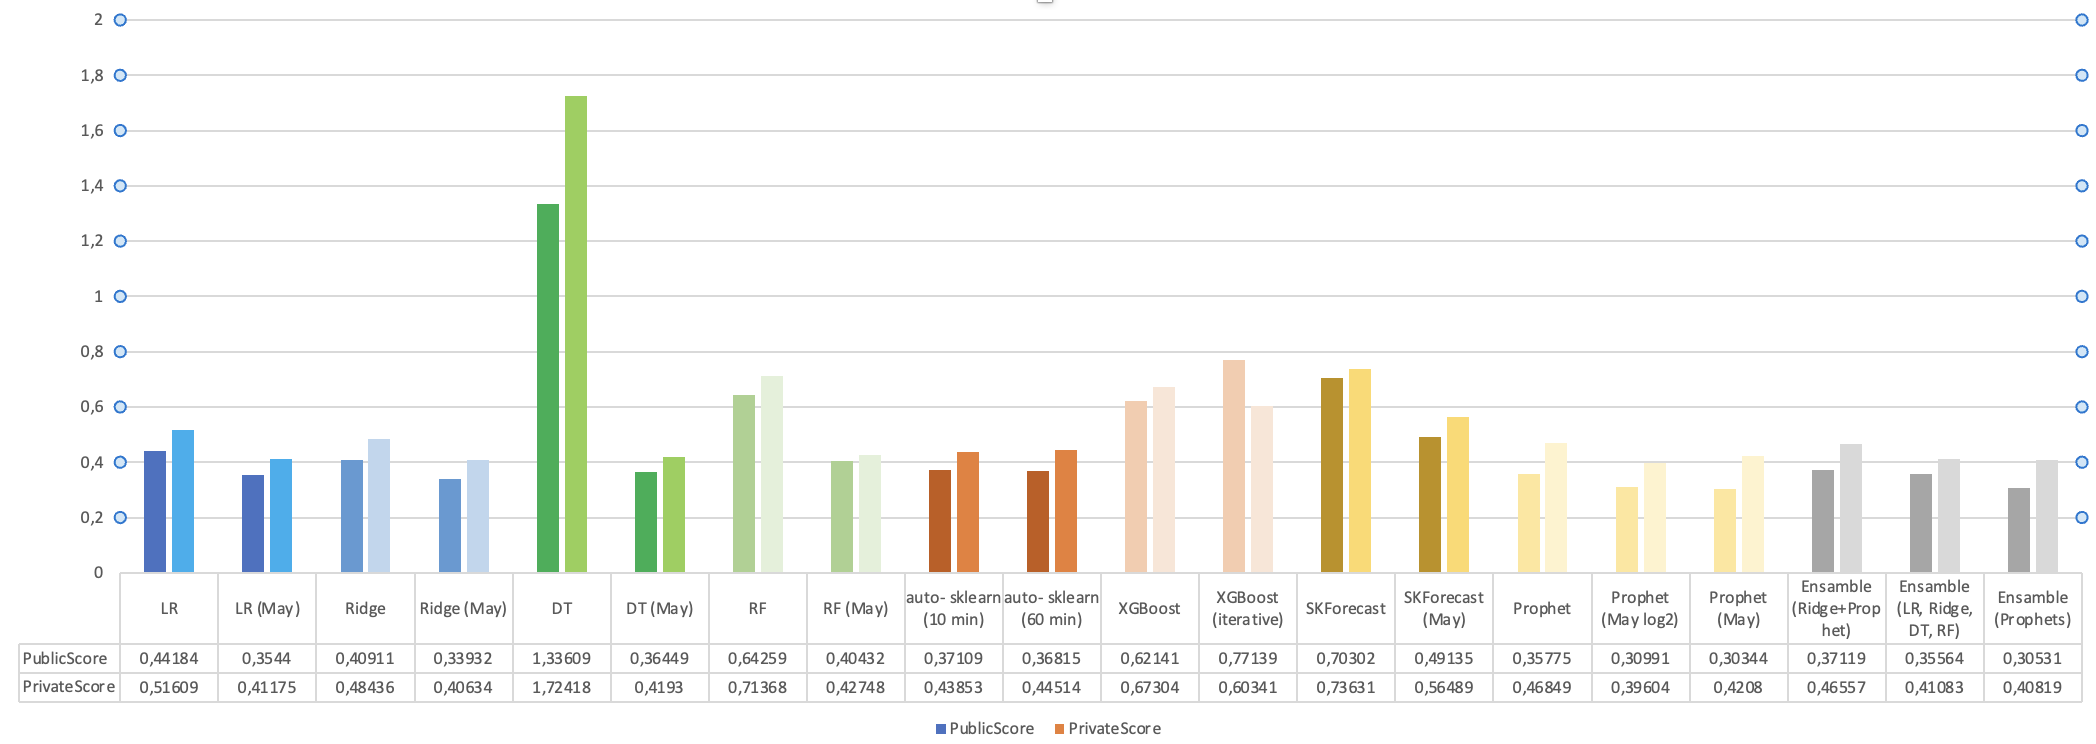 2
1,8
1,6
1,4
1,2
1
0,8
0,6
0,4
0,2
0
LR
LR (May)
Ridge
Ridge (May)
DT
DT (May)
RF
RF (May)
auto- sklearn
(10 min)
auto- sklearn
(60 min)
XGBoost
XGBoost
(iterative)
SKForecast
SKForecast
(May)
Prophet
Prophet
(May log2)
Prophet
(May)
Ensamble
(Ridge+Prop
het)
Ensamble
(LR, Ridge,
DT, RF)
Ensamble
(Prophets)
PublicScore 0,44184 0,3544 0,40911 0,33932 1,33609 0,36449 0,64259 0,40432 0,37109 0,36815 0,62141 0,77139 0,70302 0,49135 0,35775 0,30991 0,30344 0,37119 0,35564 0,30531
PrivateScore 0,51609 0,41175 0,48436 0,40634 1,72418 0,4193 0,71368 0,42748 0,43853 0,44514 0,67304 0,60341 0,73631 0,56489 0,46849 0,39604 0,4208 0,46557 0,41083 0,40819
PublicScore PrivateScore